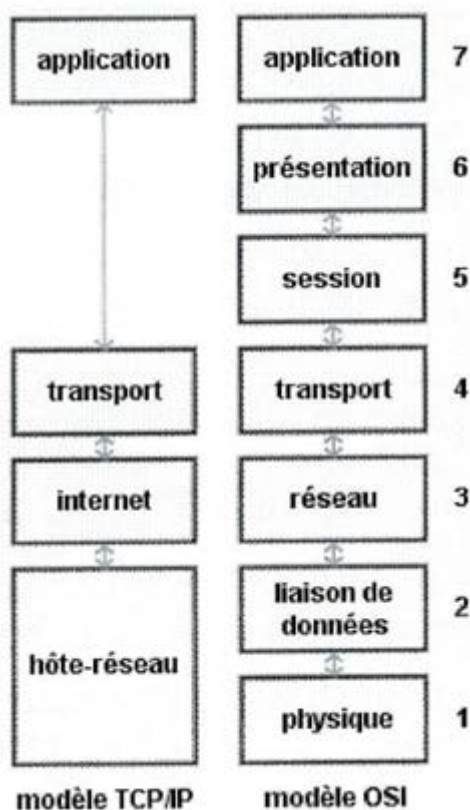 application
application
7
présentation
6
session
5
transport
transport
4
internet
réseau
3
liaison de
données
2
hôte-réseau
physique
1
modèle TCP/IP
modèle OSI